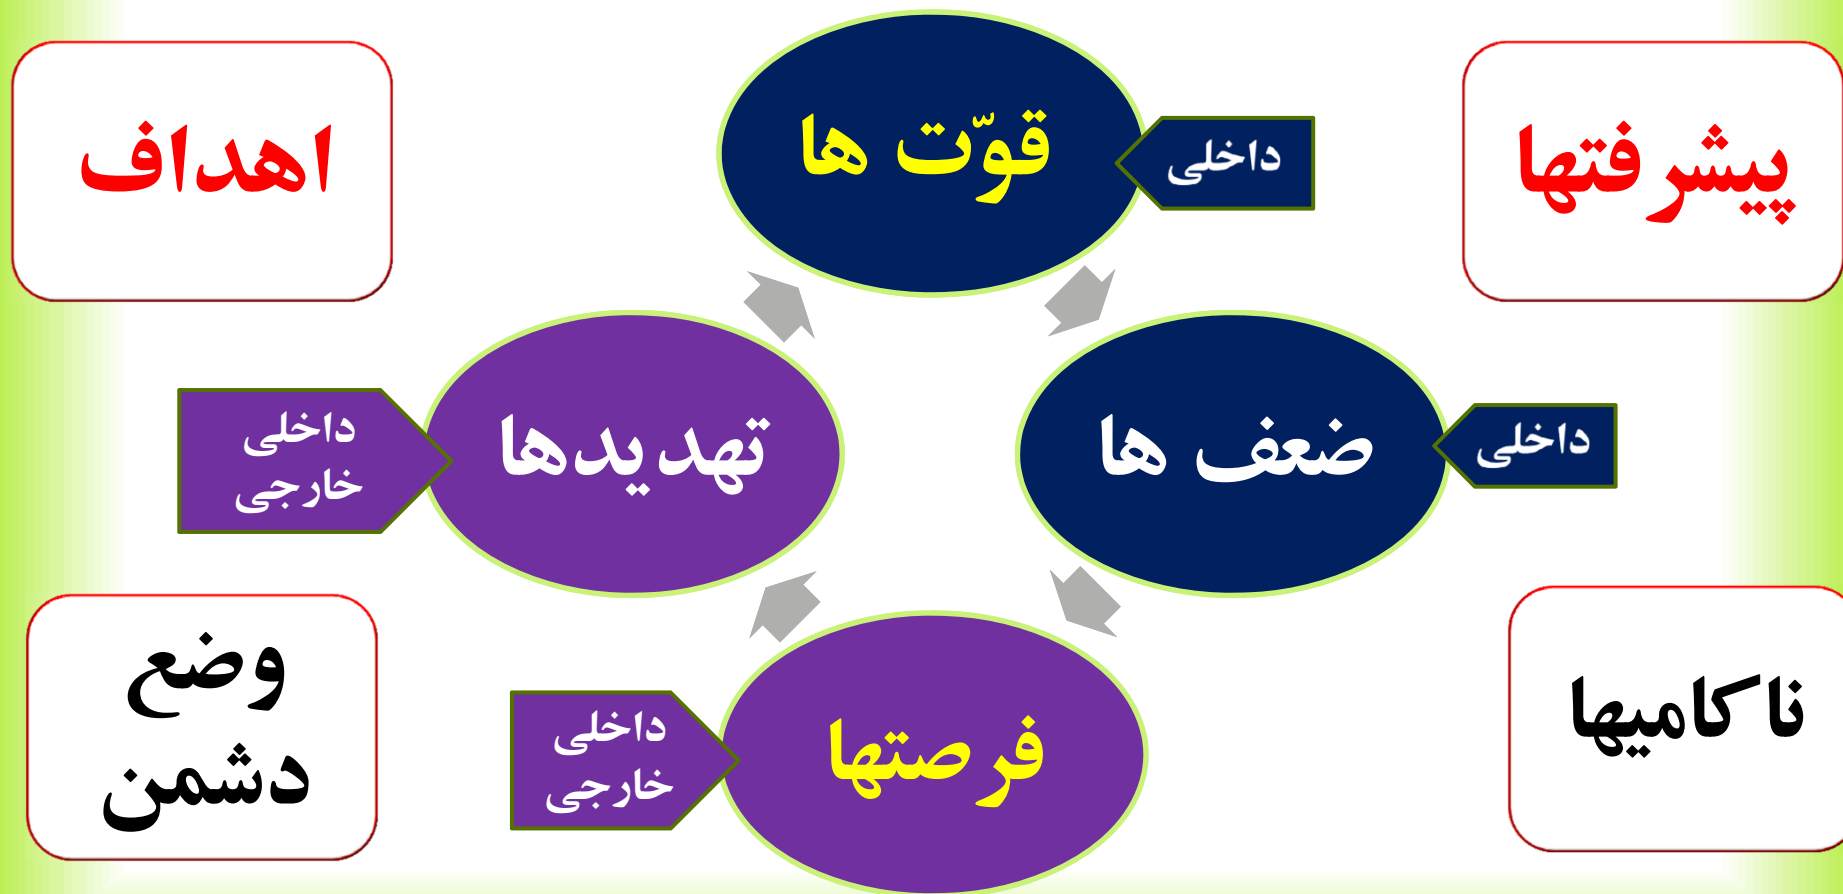 پیشرفتها
داخلی
قوّت ها
اهداف
داخلی
ضعف ها
تهدیدها
داخلی
خارجی
ناکامیها
فرصتها
داخلی
خارجی
وضع
دشمن